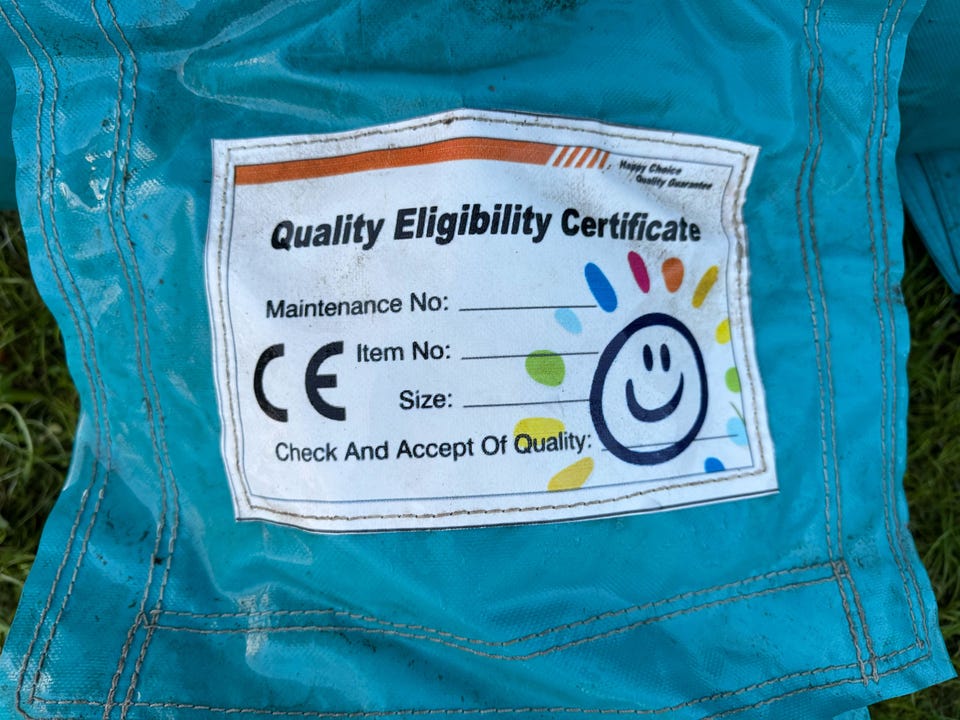 Happy Choice
Quality Guarantee
Quality Eligibility Certificate
Maintenance No:
CE Item No:
Size:
Check And Accept Of Quality: